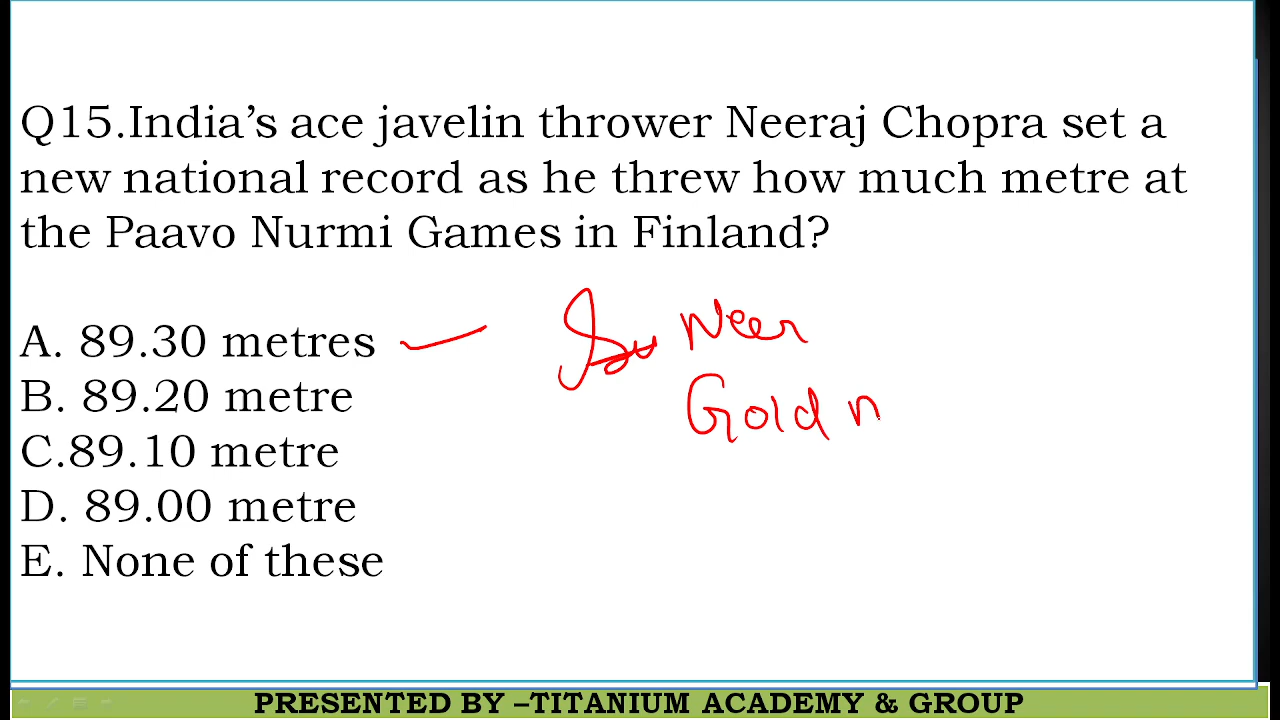 Q15.India's ace javelin thrower Neeraj Chopra set a
new national record as he threw how much metre at
the Paavo Nurmi Games in Finland?
A. 89.30 metres
B. 89.20 metre
C.89.10 metre
D. 89.00 metre
E. None of these
Neer
Gold n
PRESENTED BY –TITANIUM ACADEMY & GROUP